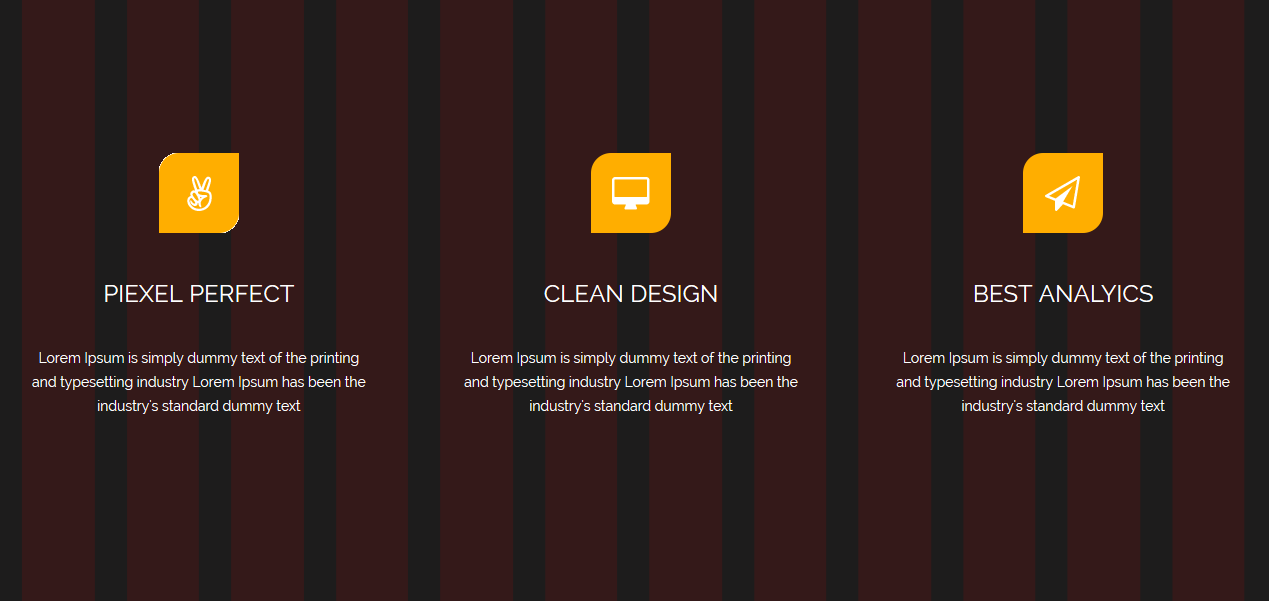 PIEXEL PERFECT
Lorem Ipsum is simply dummy text of the printing
and typesetting industry Lorem Ipsum has been the
industry's standard dummy text
CLEAN DESIGN
Lorem Ipsum is simply dummy text of the printing
and typesetting industry Lorem Ipsum has been the
industry's standard dummy text
BEST ANALYICS
Lorem Ipsum is simply dummy text of the printing
and typesetting industry Lorem Ipsum has been the
industry's standard dummy text